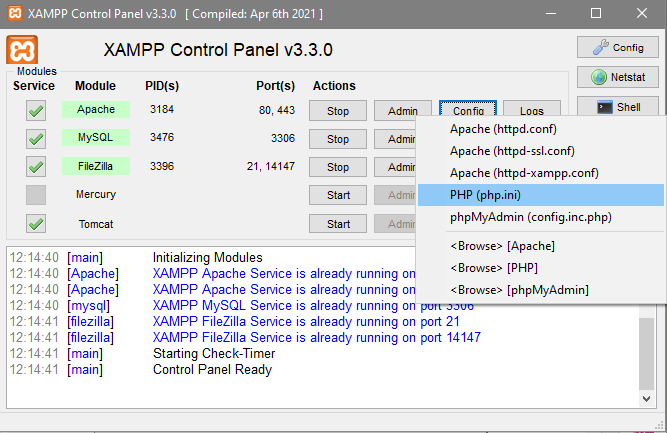 XAMPP Control Panel v3.3.0 [ Compiled: Apr 6th 2021 ]
XAMPP Control Panel v3.3.0
Config
Modules
Service Module PID(s) Port(s) Actions
Netstat
Apache 3184 80, 443 Stop Admin Config Logs
Shell
MySQL 3476 3306 Stop Admin
FileZilla 3396 21, 14147 Stop Admin
Mercury Start Admin
Tomcat Start Admin
Apache (httpd.conf)
Apache (httpd-ssl.conf)
Apache (httpd-xampp.conf)
PHP (php.ini)
phpMyAdmin (config.inc.php)
<Browse> [Apache]
<Browse> [PHP]
<Browse> [phpMyAdmin]
12:14:40 [main] Initializing Modules
12:14:40 [Apache] XAMPP Apache Service is already running on
12:14:40 [Apache] XAMPP Apache Service is already running on
12:14:40 [mysql] XAMPP MySQL Service is already running on port 3306
12:14:41 [filezilla] XAMPP FileZilla Service is already running on port 21
12:14:41 [filezilla] XAMPP FileZilla Service is already running on port 14147
12:14:41 [main] Starting Check-Timer
12:14:41 [main] Control Panel Ready